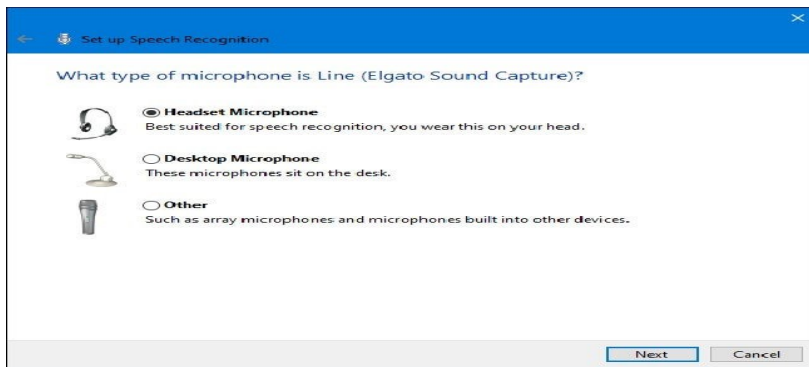 Set up Speech Recognition
What type of microphone is Line (Elgato Sound Capture)?
Headset Microphone
Best suited for speech recognition, you wear this on your head.
Desktop Microphone
These microphones sit on the desk.
Other
Such as array microphones and microphones built into other devices.
Next Cancel